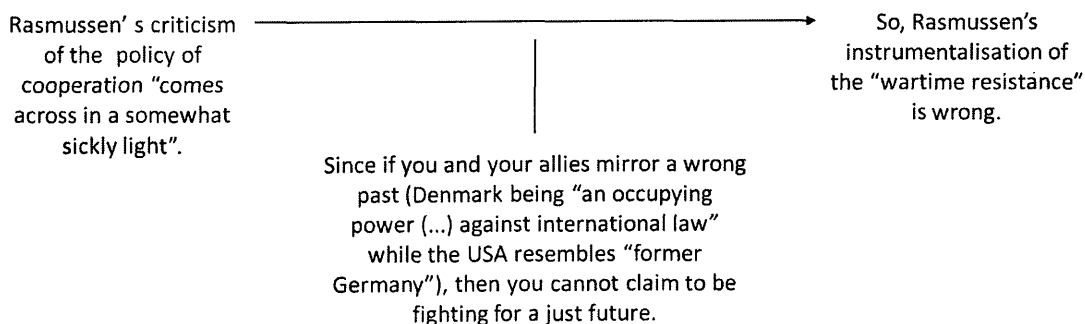 Rasmussen' s criticism
of the policy of
cooperation "comes
across in a somewhat
sickly light".
So, Rasmussen's
instrumentalisation of
the "wartime resistance"
is wrong.
Since if you and your allies mirror a wrong
past (Denmark being "an occupying
power (...) against international law"
while the USA resembles "former
Germany"), then you cannot claim to be
fighting for a just future.